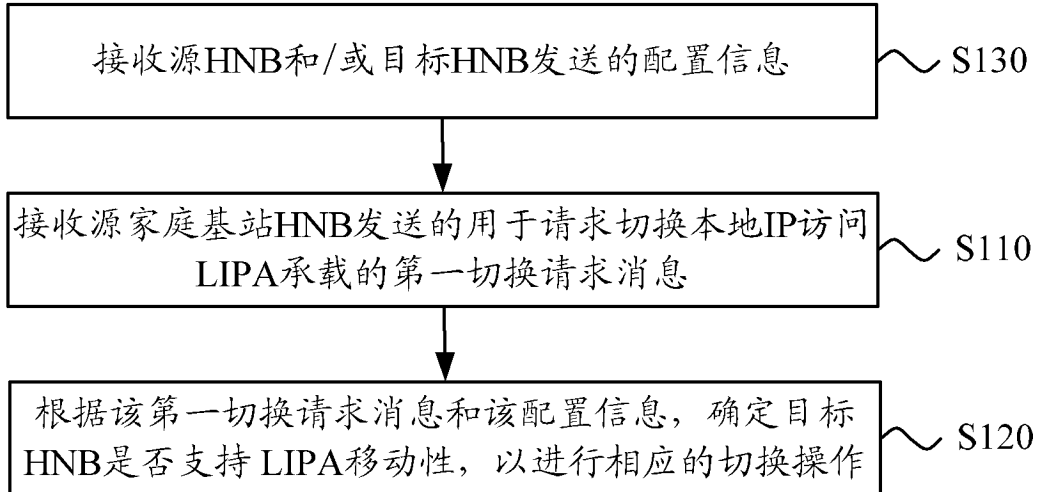 接收源HNB和/或目标HNB发送的配置信息
S130
接收源家庭基站HNB发送的用于请求切换本地IP访问
LIPA承载的第一切换请求消息
S110
根据该第一切换请求消息和该配置信息，确定目标
HNB是否支持 LIPA移动性，以进行相应的切换操作
S120